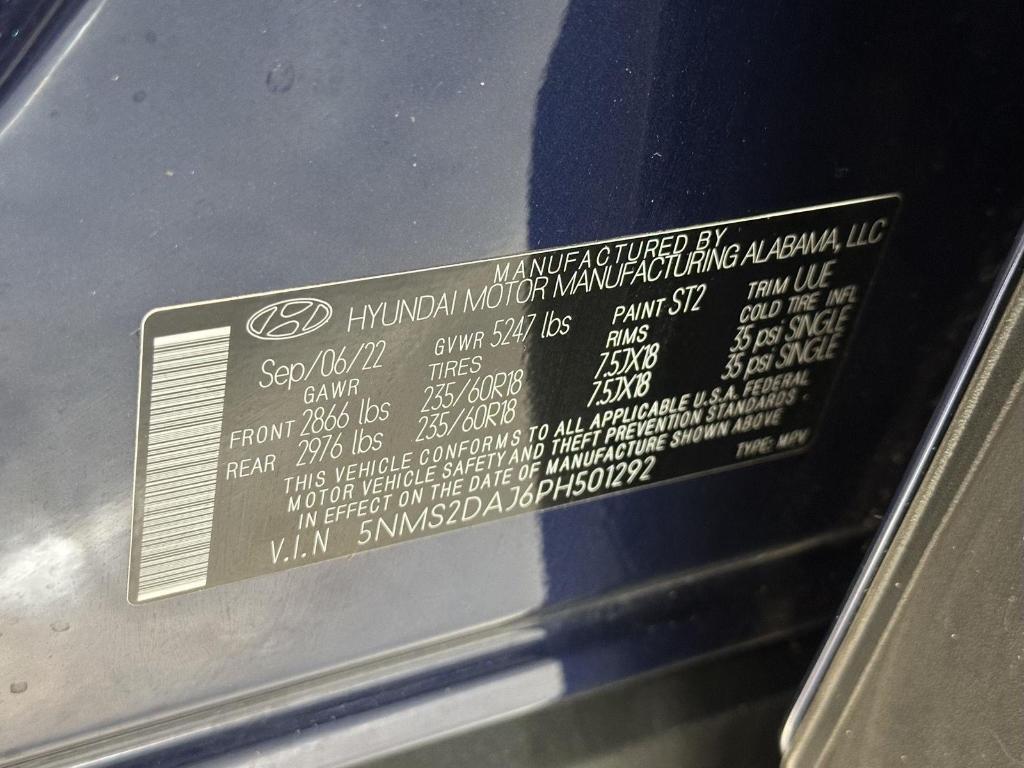 MANUFACTURED BY
HYUNDAI MOTOR MANUFACTURING ALABAMA, LLC
Sep/06/22 GVWR 5247 lbs PAINT ST2 TRIM UUE
GAWR TIRES RIMS COLD TIRE INFL
FRONT 2866 lbs 235/60R18 7.5JX18 35 psi SINGLE
REAR 2976 lbs 235/60R18 7.5JX18 35 psi SINGLE
THIS VEHICLE CONFORMS TO ALL APPLICABLE U.S.A. FEDERAL
MOTOR VEHICLE SAFETY AND THEFT PREVENTION STANDARDS
IN EFFECT ON THE DATE OF MANUFACTURE SHOWN ABOVE
V.I.N 5NMS2DAJ6PH501292 TYPE: MPV